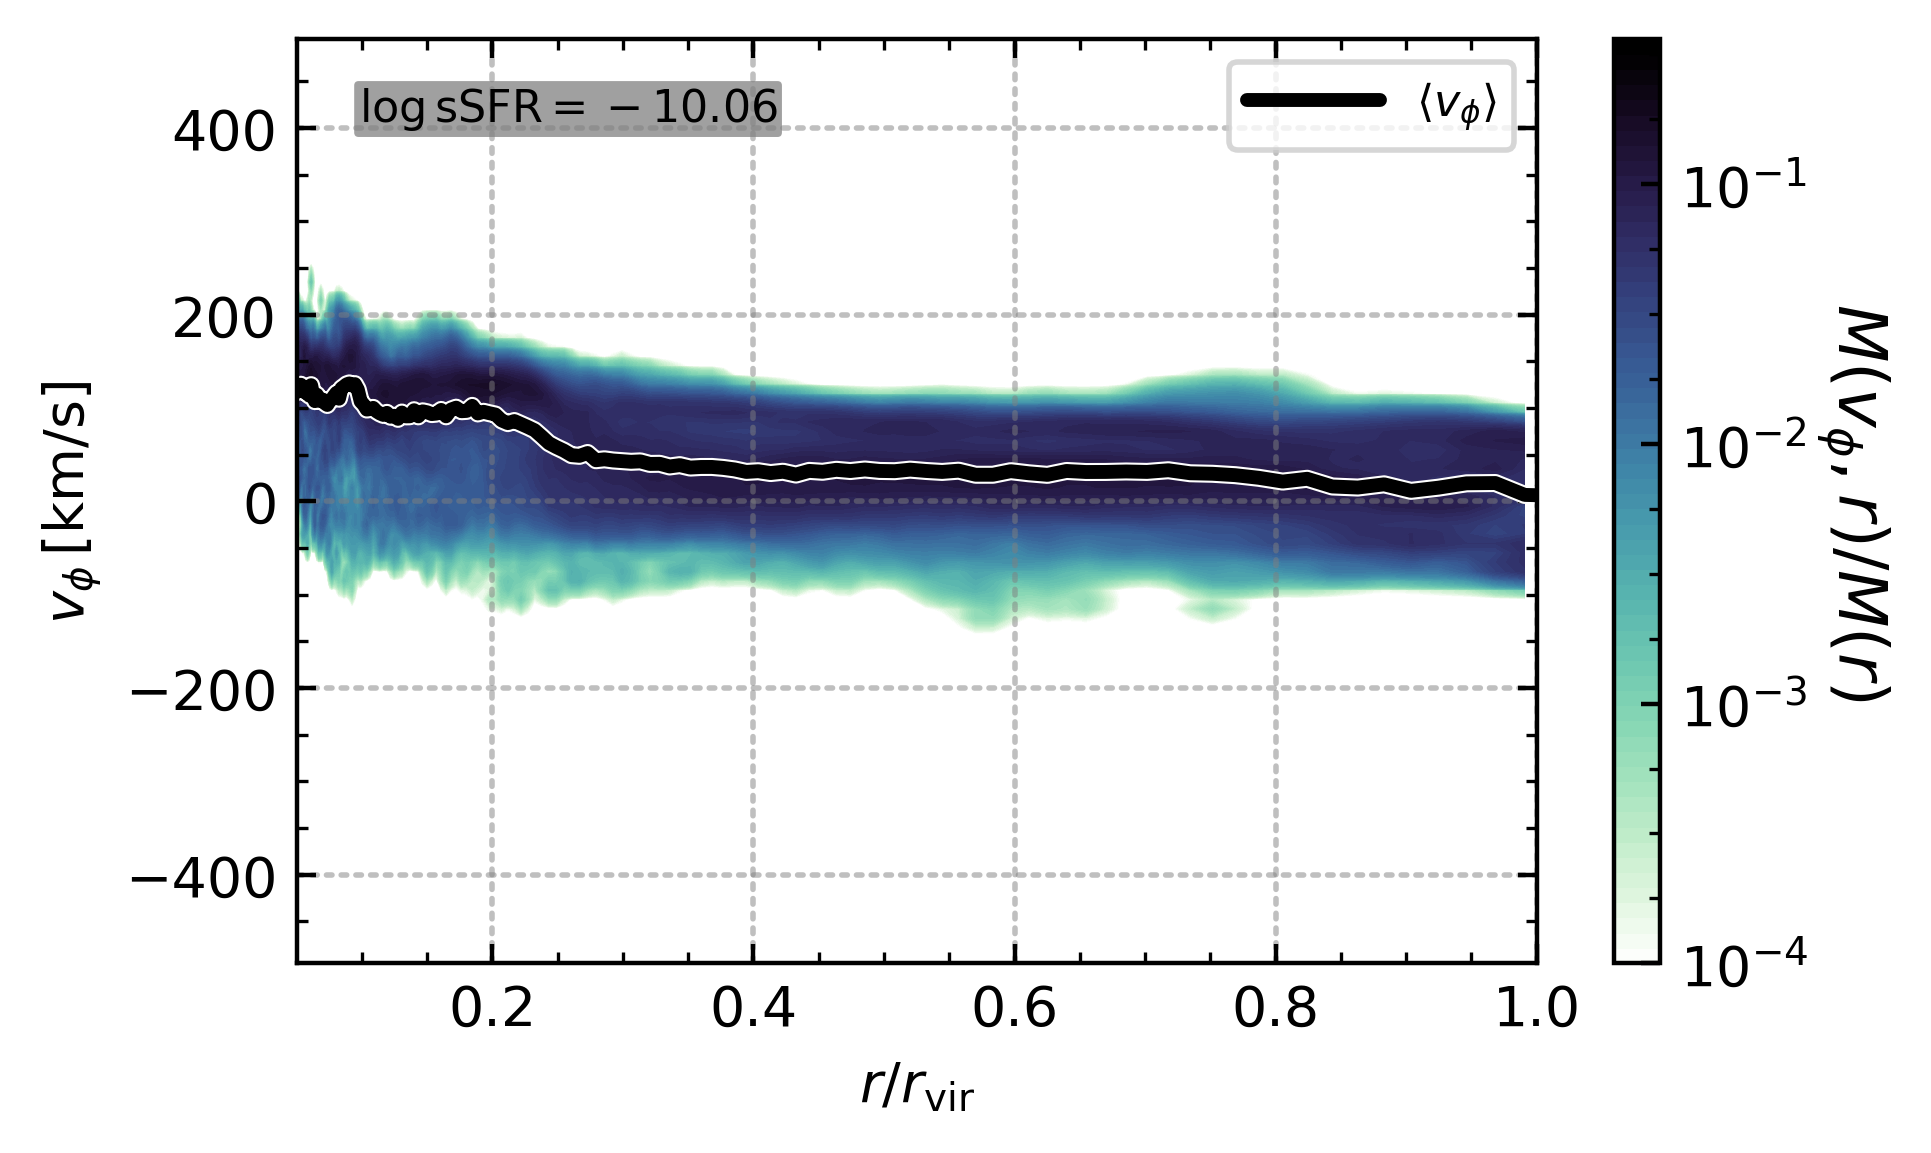 log sSFR = − 10.06
⟨v_ϕ⟩
400
200
0
−200
−400
v_ϕ [km/s]
0.2 0.4 0.6 0.8 1.0
r/r_vir
10⁻¹
10⁻²
10⁻³
10⁻⁴
M(v_ϕ, r)/M(r)